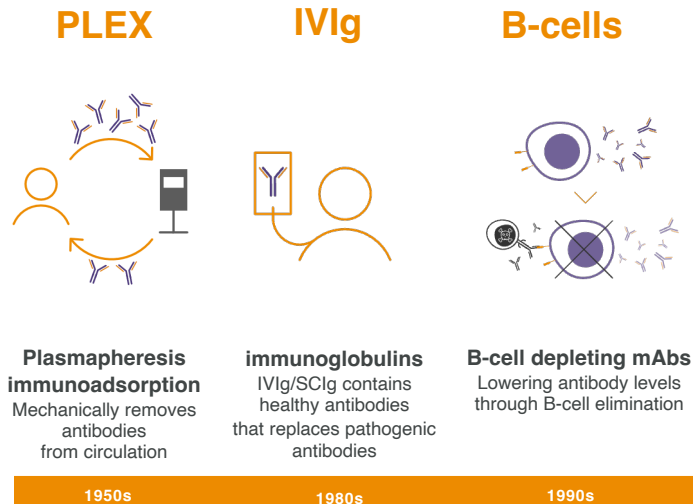 PLEX
IVIg
B-cells
Plasmapheresis
immunoadsorption
Mechanically removes
antibodies
from circulation
immunoglobulins
IVIg/SCIg contains
healthy antibodies
that replaces pathogenic
antibodies
B-cell depleting mAbs
Lowering antibody levels
through B-cell elimination
1950s
1980s
1990s